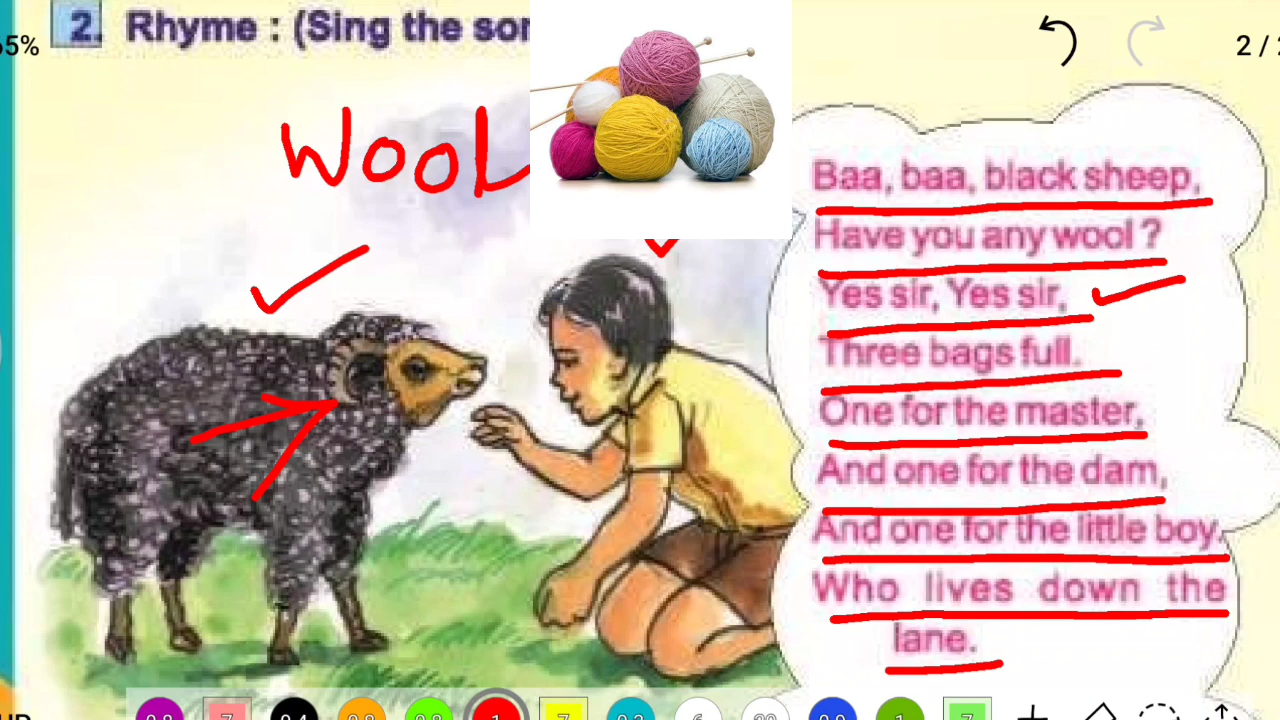 65%
2. Rhyme : (Sing the
2 /
WOOL
Baa, baa, black sheep,
Have you any wool ?
Yes sir, Yes sir,
Three bags full.
One for the master,
And one for the dam,
And one for the little boy
Who lives down the
lane.